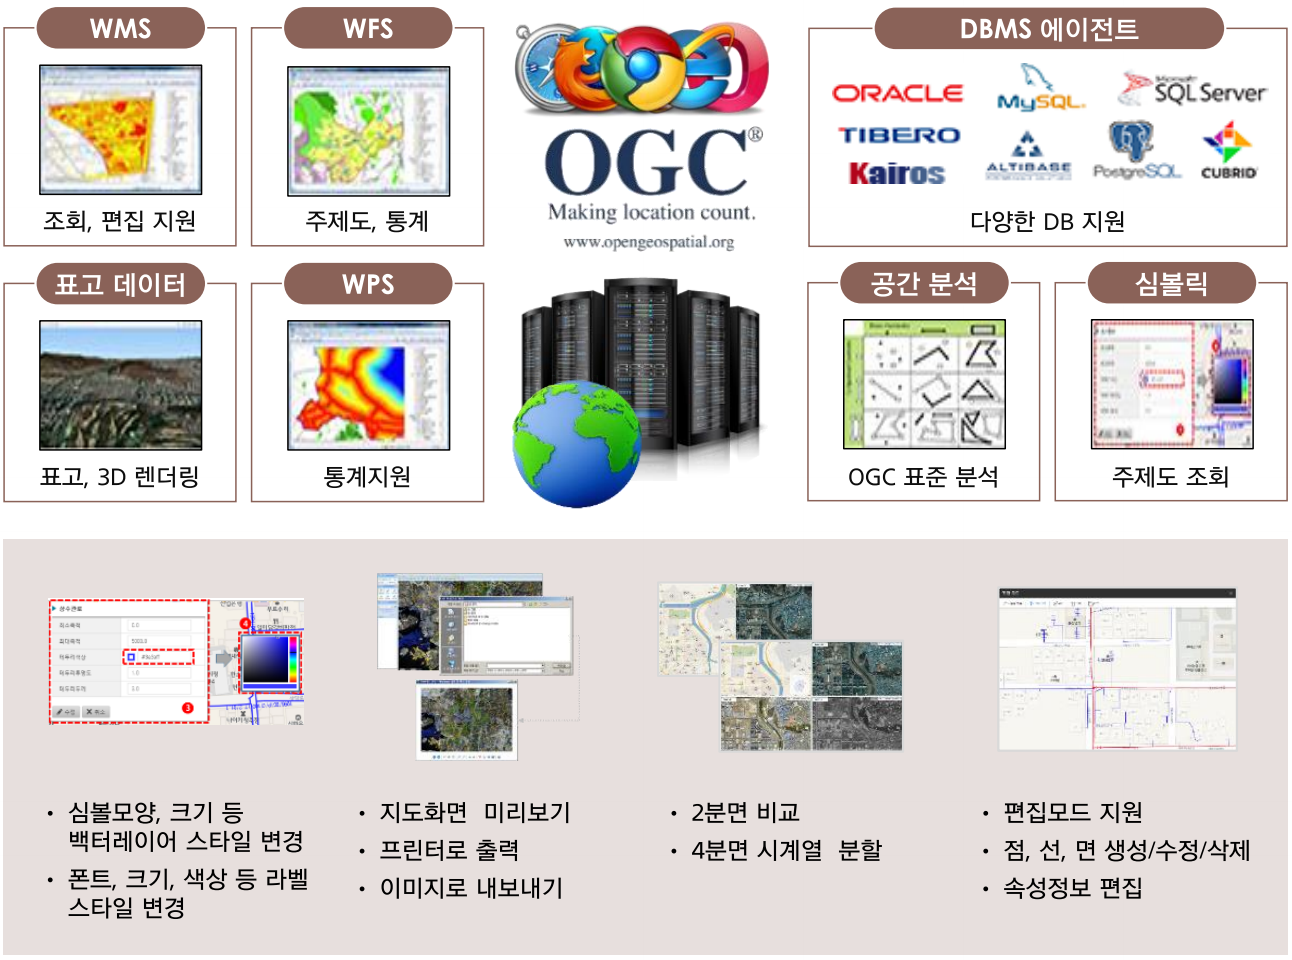 WMS
조회, 편집 지원
WFS
주제도, 통계
OGC®
Making location count.
www.opengeospatial.org
DBMS 에이전트
ORACLE
MySQL
Microsoft
SQL Server
TIBERO
Kairos
ALTIBASE
PostgreSQL
CUBRID
다양한 DB 지원
표고 데이터
표고, 3D 렌더링
WPS
통계지원
공간 분석
OGC 표준 분석
심볼릭
주제도 조회
4
3
• 심볼모양, 크기 등
백터레이어 스타일 변경
• 폰트, 크기, 색상 등 라벨
스타일 변경
• 지도화면 미리보기
• 프린터로 출력
• 이미지로 내보내기
• 2분면 비교
• 4분면 시계열 분할
• 편집모드 지원
• 점, 선, 면 생성/수정/삭제
• 속성정보 편집